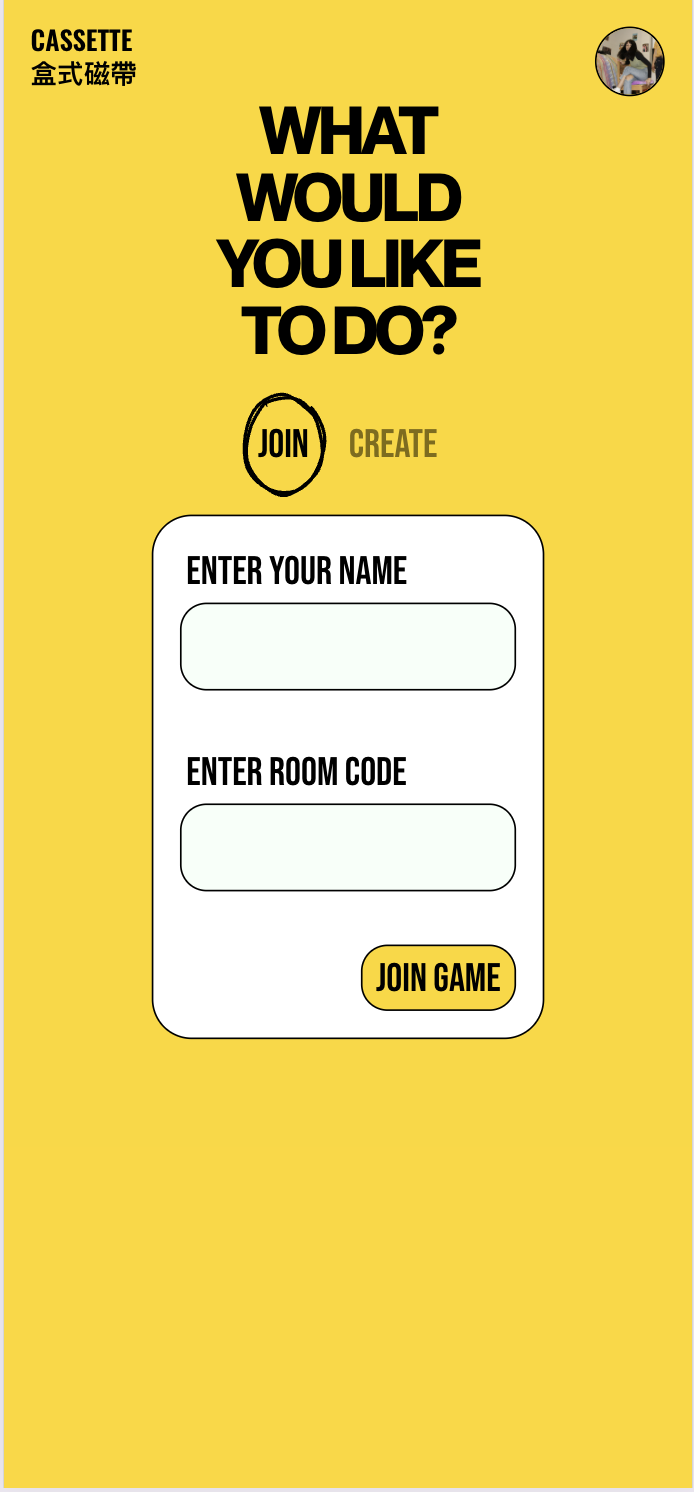 CASSETTE
盒式磁帶
WHAT
WOULD
YOU LIKE
TO DO?
JOIN CREATE
ENTER YOUR NAME
ENTER ROOM CODE
JOIN GAME